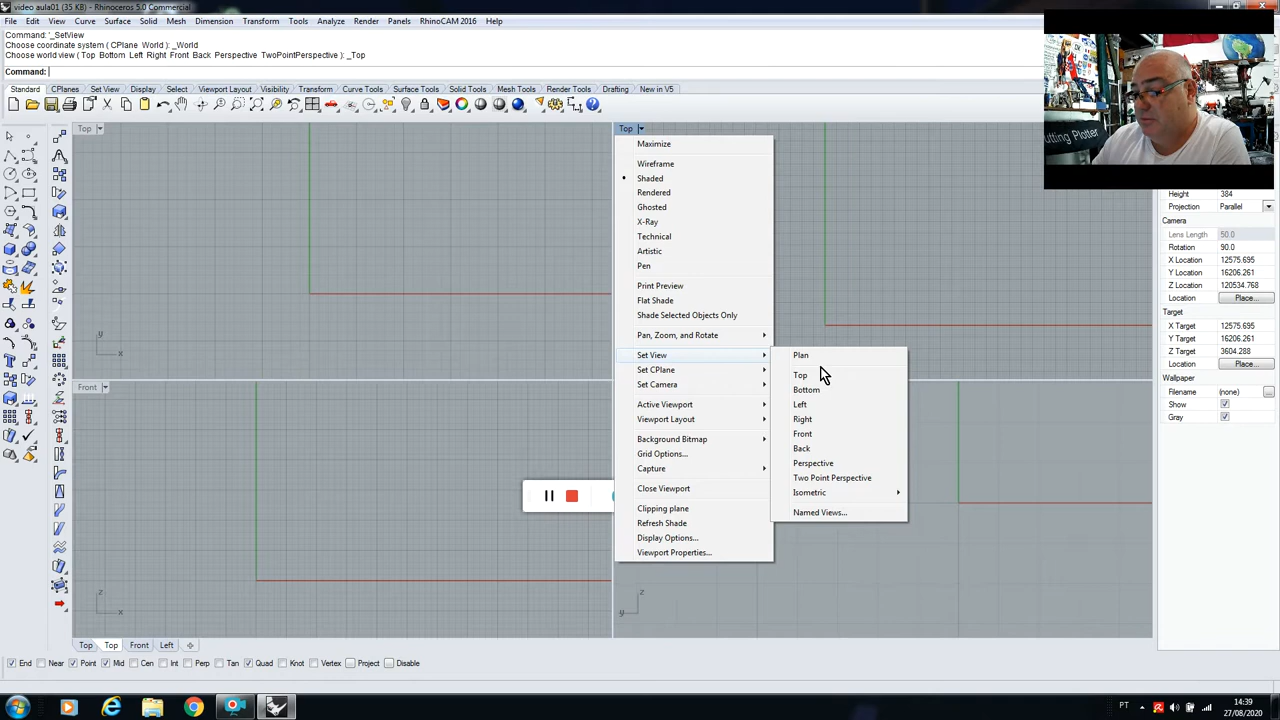 video aula01 (35 KB) - Rhinoceros 5.0 Commercial
File Edit View Curve Surface Solid Mesh Dimension Transform Tools Analyze Render Panels RhinoCAM 2016 Help
Command: '_SetView
Choose coordinate system ( CPlane World ): _World
Choose world view ( Top Bottom Left Right Front Back Perspective TwoPointPerspective ): _Top
Command:
Standard CPlanes Set View Display Select Viewport Layout Visibility Transform Curve Tools Surface Tools Solid Tools Mesh Tools Render Tools Drafting New in V5
Cutting Plotter
Top
Top
Maximize
Wireframe
Shaded
Rendered
Ghosted
X-Ray
Technical
Artistic
Pen
Print Preview
Flat Shade
Shade Selected Objects Only
Pan, Zoom, and Rotate
Set View
Set CPlane
Set Camera
Active Viewport
Viewport Layout
Background Bitmap
Grid Options...
Capture
Close Viewport
Clipping plane
Refresh Shade
Display Options...
Viewport Properties...
Plan
Top
Bottom
Left
Right
Front
Back
Perspective
Two Point Perspective
Isometric
Named Views...
Height 384
Projection Parallel
Camera
Lens Length 50.0
Rotation 90.0
X Location 12575.695
Y Location 16206.261
Z Location 120534.768
Location Place...
Target
X Target 12575.695
Y Target 16206.261
Z Target 3604.288
Location Place...
Wallpaper
Filename (none) ...
Show
Gray
y
x
Front
z
x
z
y
Top Top Front Left
End Near Point Mid Cen Int Perp Tan Quad Knot Vertex Project Disable
PT
14:39
27/08/2020